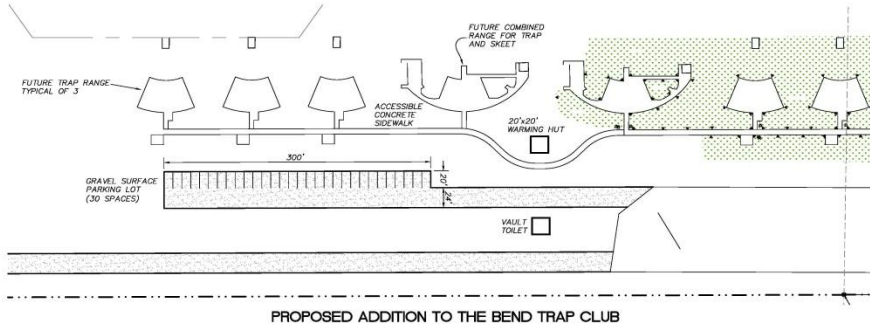 FUTURE COMBINED
RANGE FOR TRAP
AND SKEET
FUTURE TRAP RANGE
TYPICAL OF 3
ACCESSIBLE
CONCRETE
SIDEWALK
20'x20'
WARMING HUT
300'
20'
24'
GRAVEL SURFACE
PARKING LOT
(30 SPACES)
VAULT
TOILET
PROPOSED ADDITION TO THE BEND TRAP CLUB